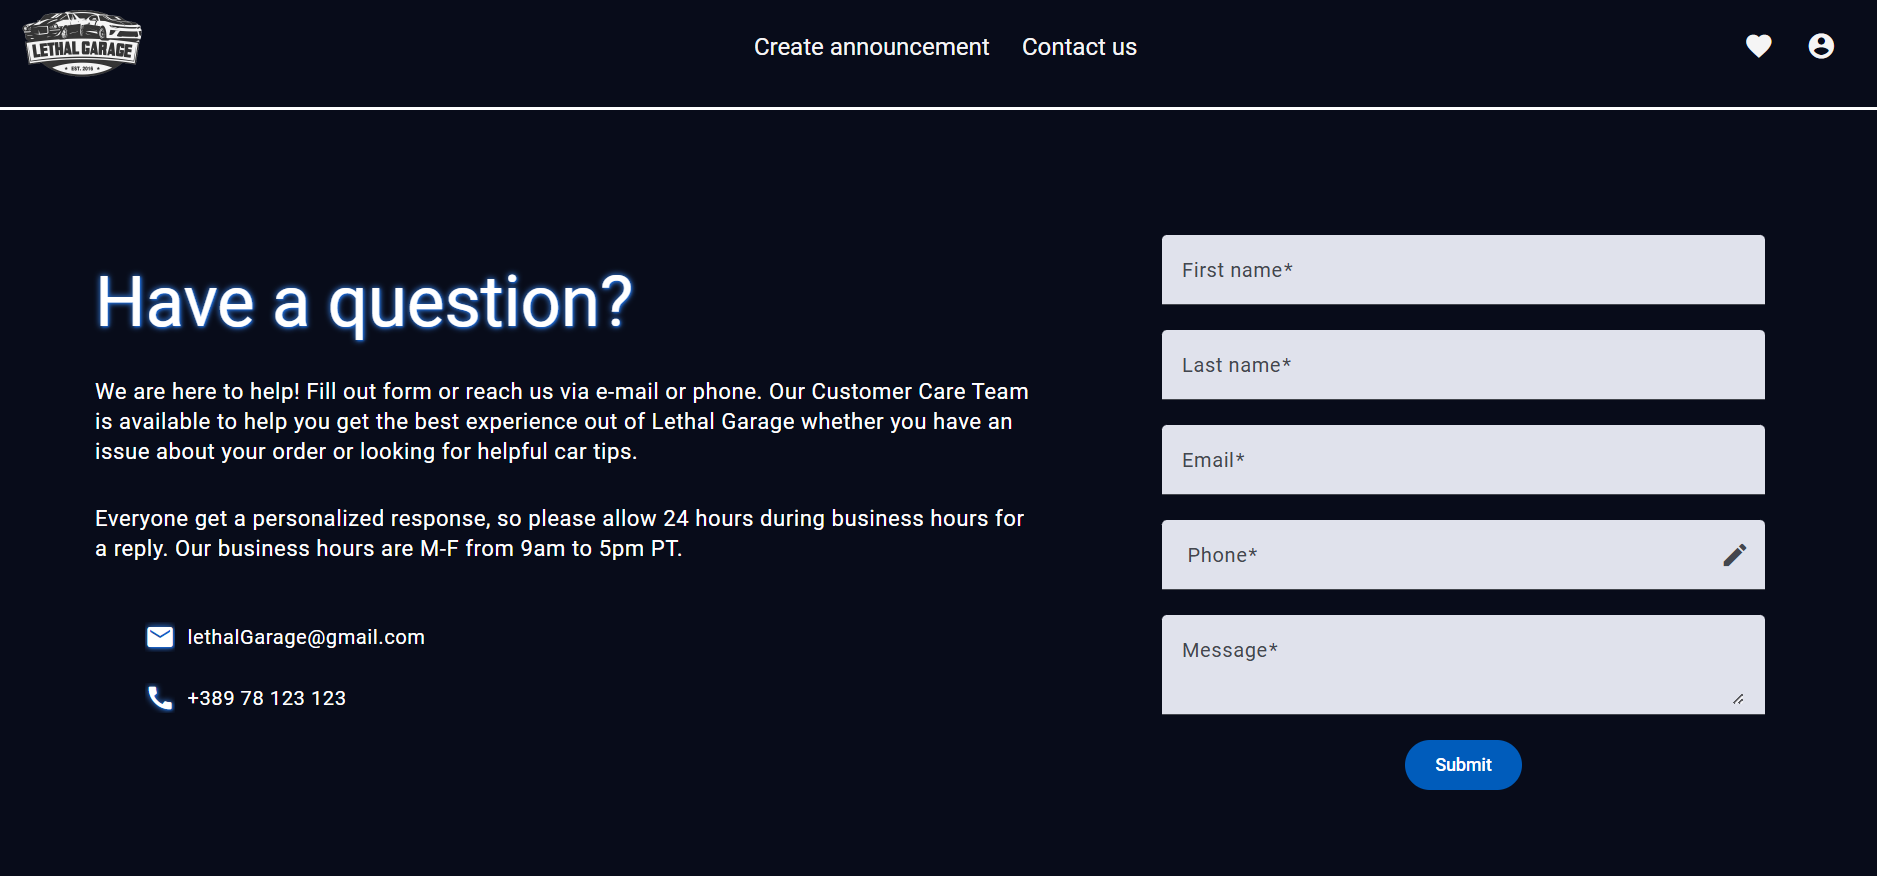 LETHAL GARAGE
EST. 2016
Create announcement
Contact us
Have a question?
We are here to help! Fill out form or reach us via e-mail or phone. Our Customer Care Team
is available to help you get the best experience out of Lethal Garage whether you have an
issue about your order or looking for helpful car tips.
Everyone get a personalized response, so please allow 24 hours during business hours for
a reply. Our business hours are M-F from 9am to 5pm PT.
lethalGarage@gmail.com
+389 78 123 123
First name*
Last name*
Email*
Phone*
Message*
Submit